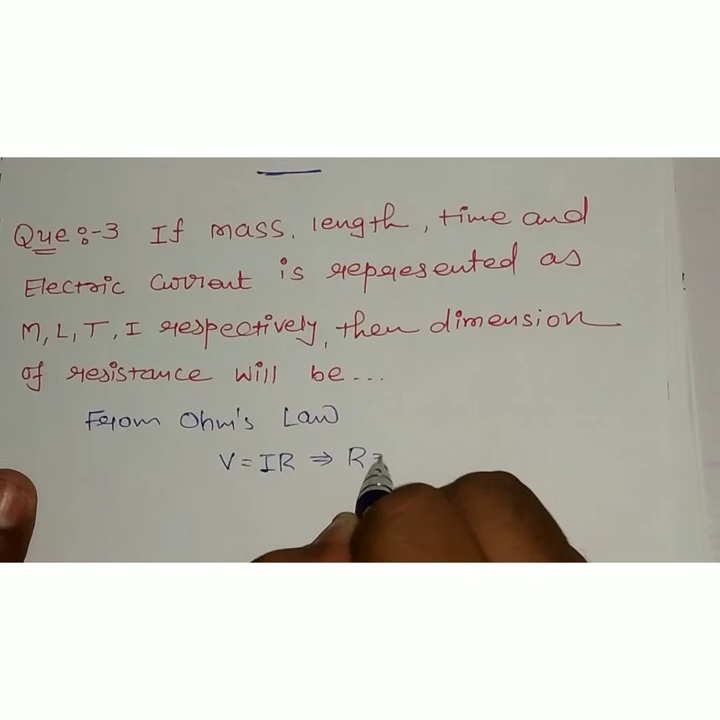 Que:-3 If mass, length, time and
Electric Current is represented as
M, L, T, I respectively, then dimension
of resistance will be...
From Ohm's Law
V = IR ⇒ R =